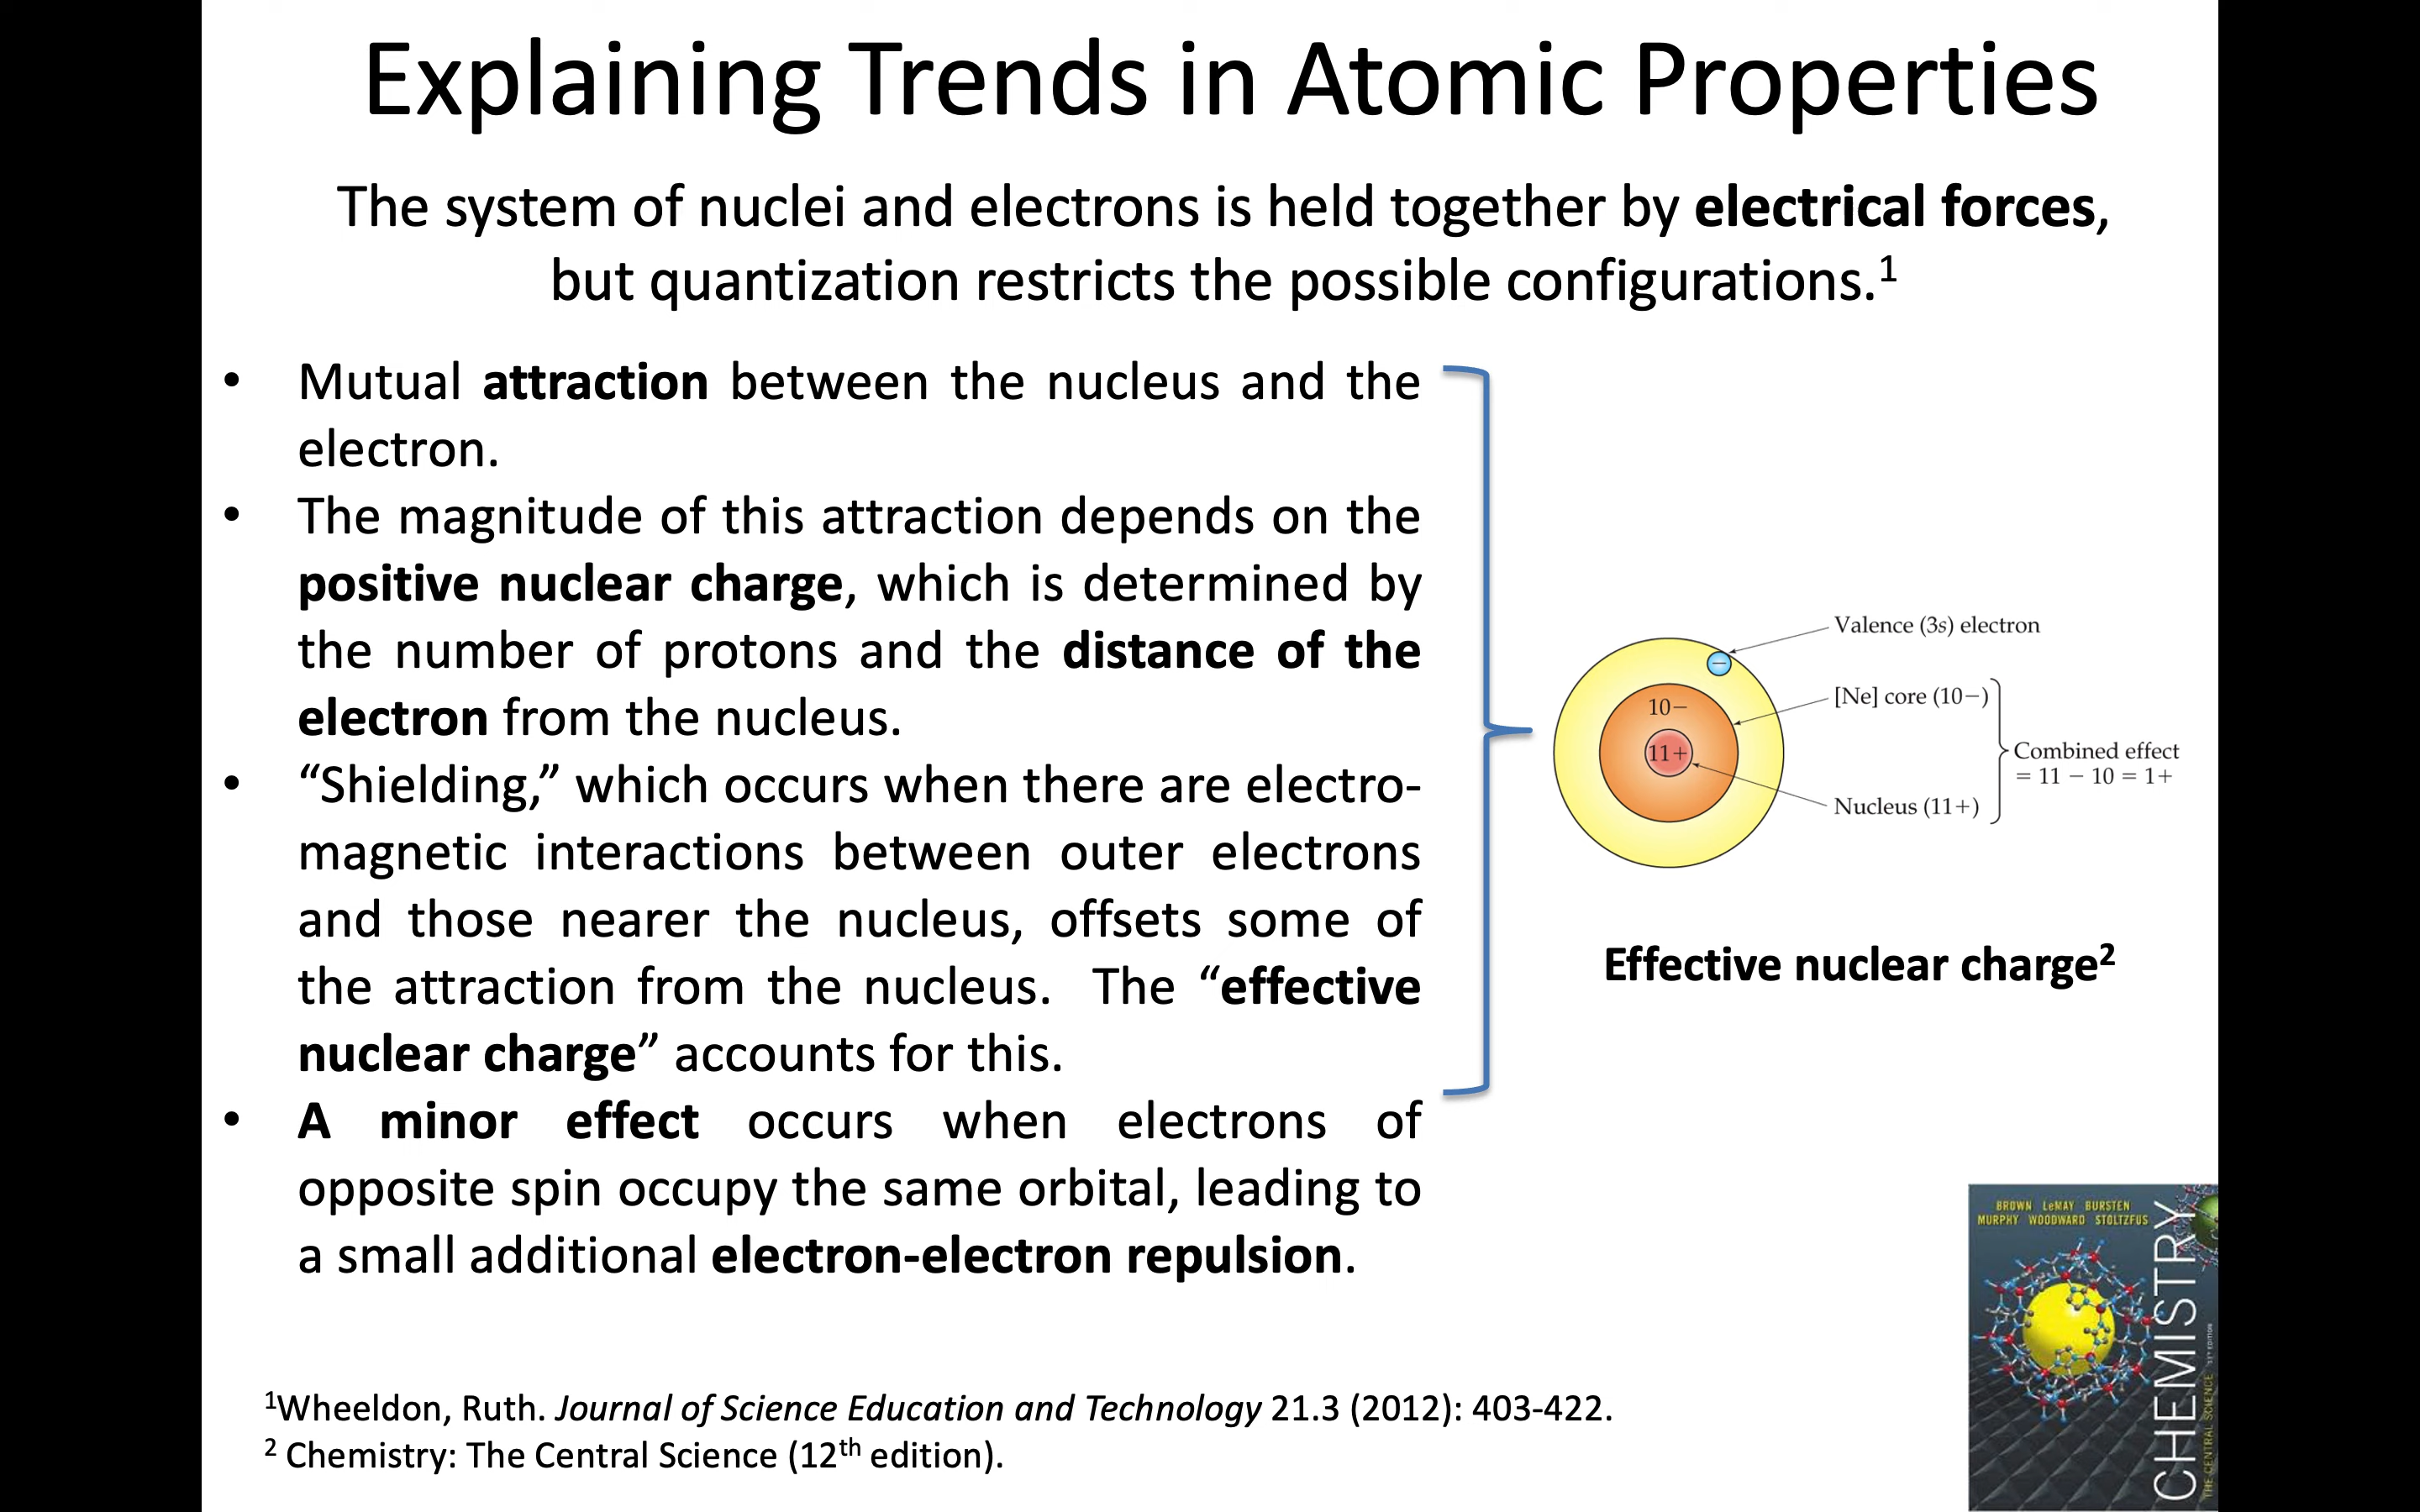 Explaining Trends in Atomic Properties
The system of nuclei and electrons is held together by electrical forces,
but quantization restricts the possible configurations.¹
• Mutual attraction between the nucleus and the
electron.
• The magnitude of this attraction depends on the
positive nuclear charge, which is determined by
the number of protons and the distance of the
electron from the nucleus.
• “Shielding,” which occurs when there are electro-
magnetic interactions between outer electrons
and those nearer the nucleus, offsets some of
the attraction from the nucleus. The “effective
nuclear charge” accounts for this.
• A minor effect occurs when electrons of
opposite spin occupy the same orbital, leading to
a small additional electron-electron repulsion.
Valence (3s) electron
−
[Ne] core (10−)
10−
11+
Combined effect
= 11 − 10 = 1+
Nucleus (11+)
Effective nuclear charge²
BROWN LeMAY BURSTEN
MURPHY WOODWARD STOLTZFUS
CHEMISTRY
THE CENTRAL SCIENCE
¹Wheeldon, Ruth. Journal of Science Education and Technology 21.3 (2012): 403-422.
² Chemistry: The Central Science (12th edition).